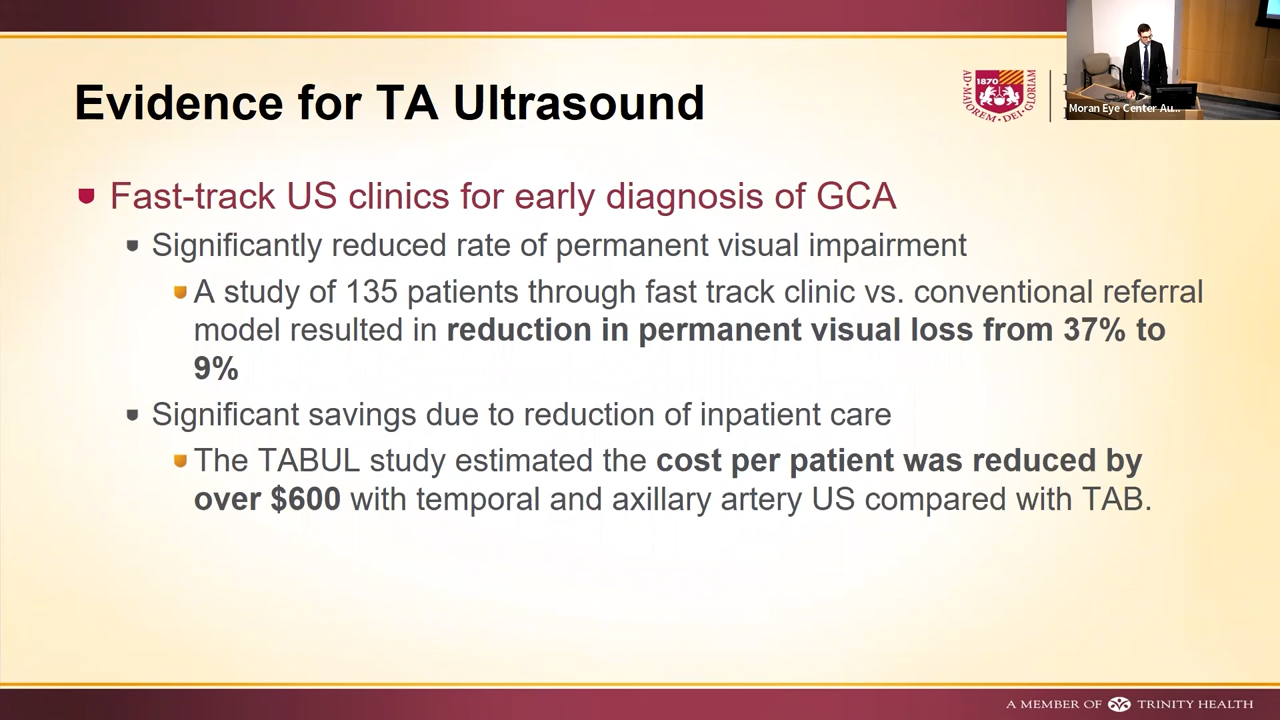 Evidence for TA Ultrasound
1870
AD•MAJOREM•DEI•GLORIAM
Moran Eye Center Au...
Fast-track US clinics for early diagnosis of GCA
Significantly reduced rate of permanent visual impairment
A study of 135 patients through fast track clinic vs. conventional referral
model resulted in reduction in permanent visual loss from 37% to
9%
Significant savings due to reduction of inpatient care
The TABUL study estimated the cost per patient was reduced by
over $600 with temporal and axillary artery US compared with TAB.
A MEMBER OF TRINITY HEALTH